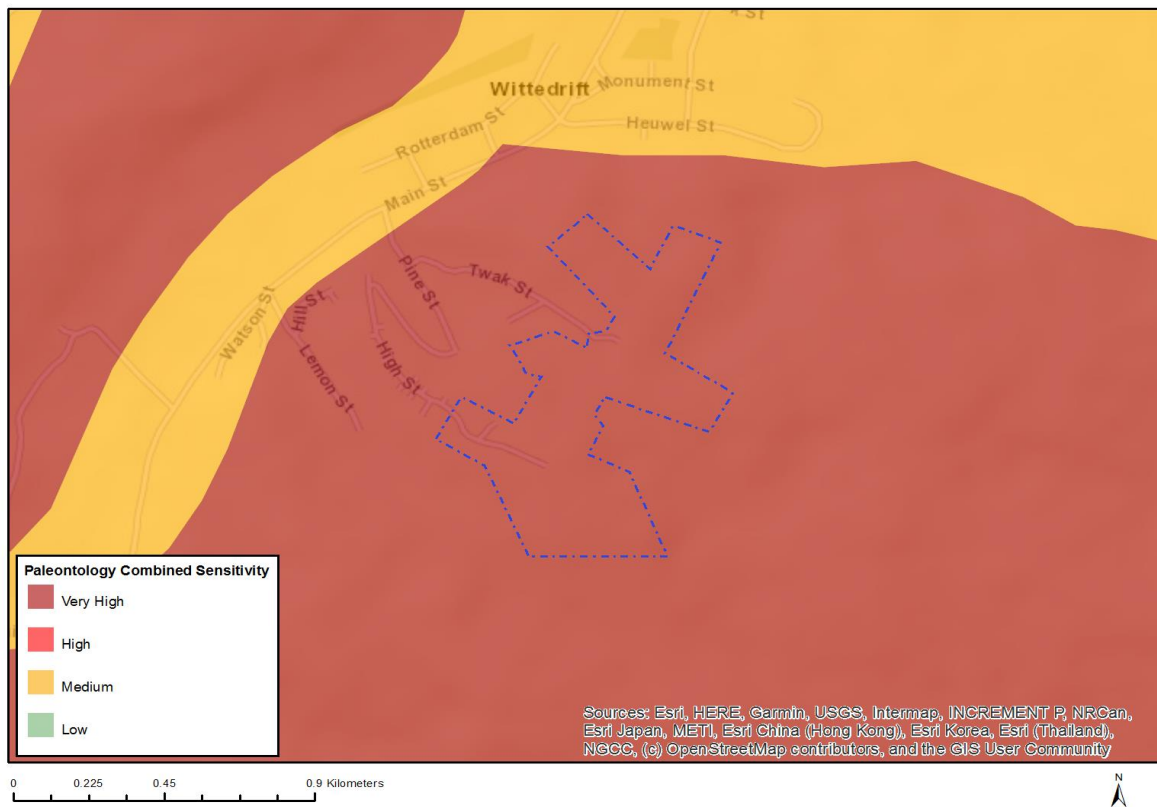 k St
Wittedrift
Monument St
Heuwel St
Rotterdam St
Main St
Pine St
Twak St
Watson St
Hill St
Lemon St
High St
Paleontology Combined Sensitivity
Very High
High
Medium
Low
Sources: Esri, HERE, Garmin, USGS, Intermap, INCREMENT P, NRCan,
Esri Japan, METI, Esri China (Hong Kong), Esri Korea, Esri (Thailand),
NGCC, (c) OpenStreetMap contributors, and the GIS User Community
0 0.225 0.45 0.9 Kilometers
N